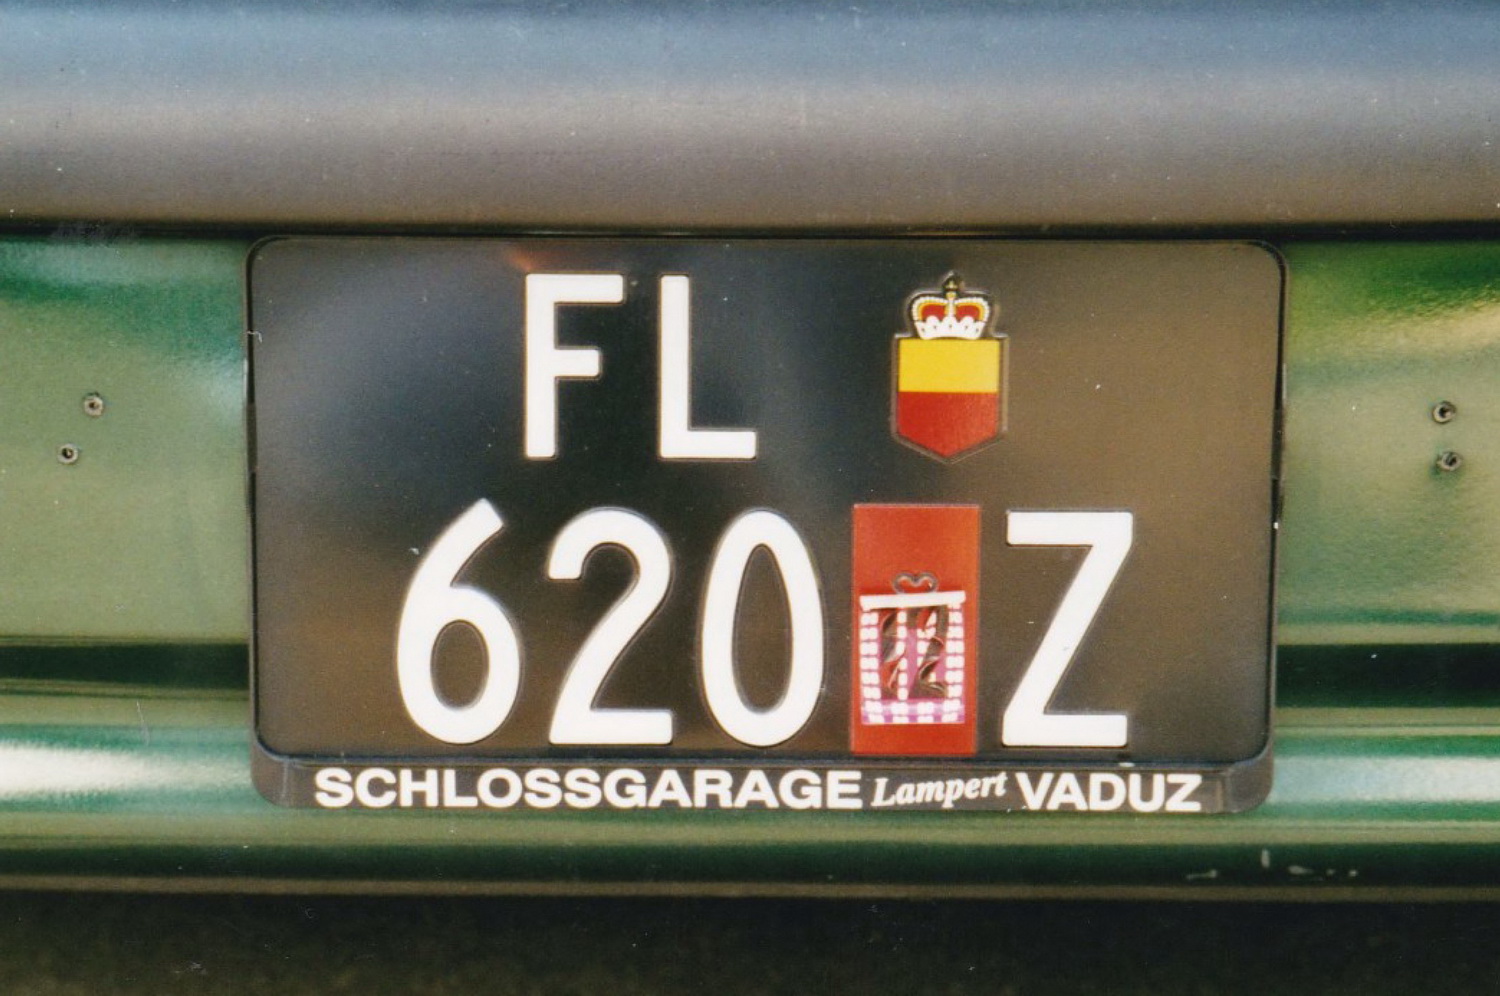 FL
620 Z
SCHLOSSGARAGE Lampert VADUZ